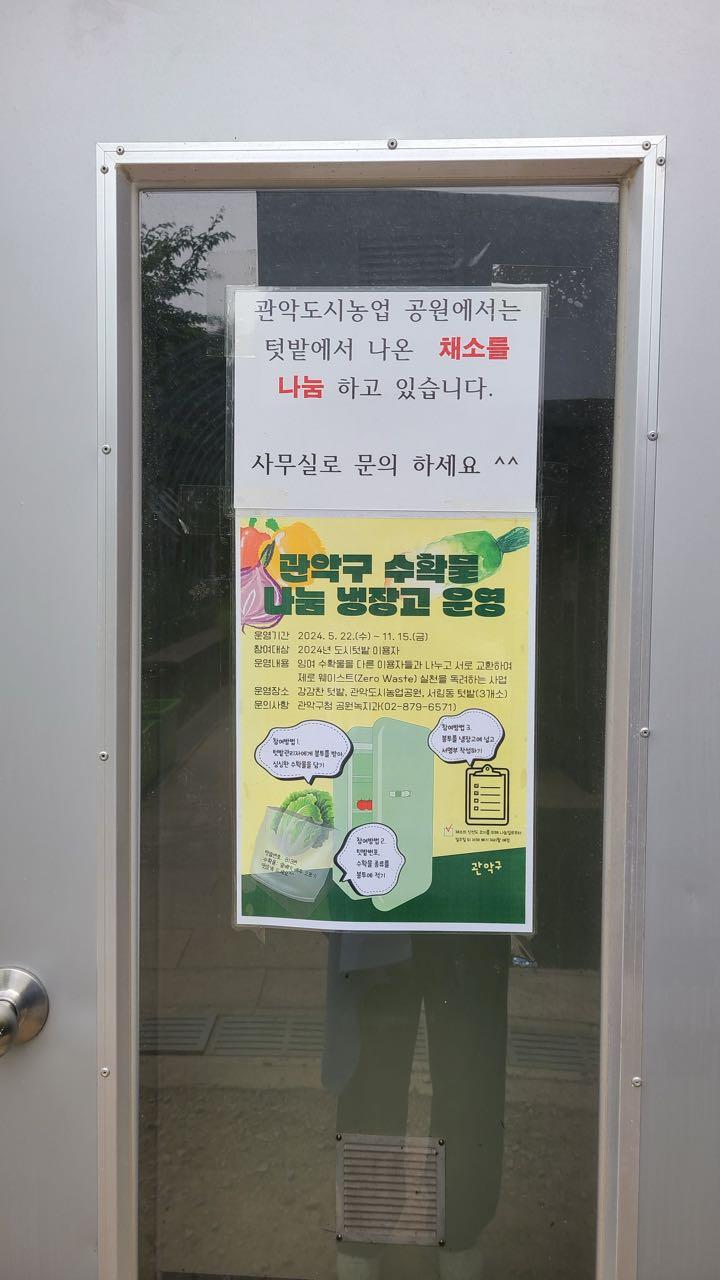 관악도시농업 공원에서는
텃밭에서 나온 채소를
나눔 하고 있습니다.
사무실로 문의 하세요 ^^
관악구 수확물
나눔 냉장고 운영
운영기간 2024. 5. 22.(수) ~ 11. 15.(금)
참여대상 2024년 도시텃밭 이용자
운영내용 잉여 수확물을 다른 이용자들과 나누고 서로 교환하여
제로 웨이스트(Zero Waste) 실천을 독려하는 사업
운영장소 강감찬 텃밭, 관악도시농업공원, 서림동 텃밭(3개소)
문의사항 관악구청 공원녹지과(02-879-6571)
참여방법 1.
텃밭관리자에게 봉투를 받아
싱싱한 수확물을 담기
참여방법 3.
봉투를 냉장고에 넣고
서명부 작성하기
참여방법 2.
텃밭번호,
수확물 종류를
봉투에 적기
관악구